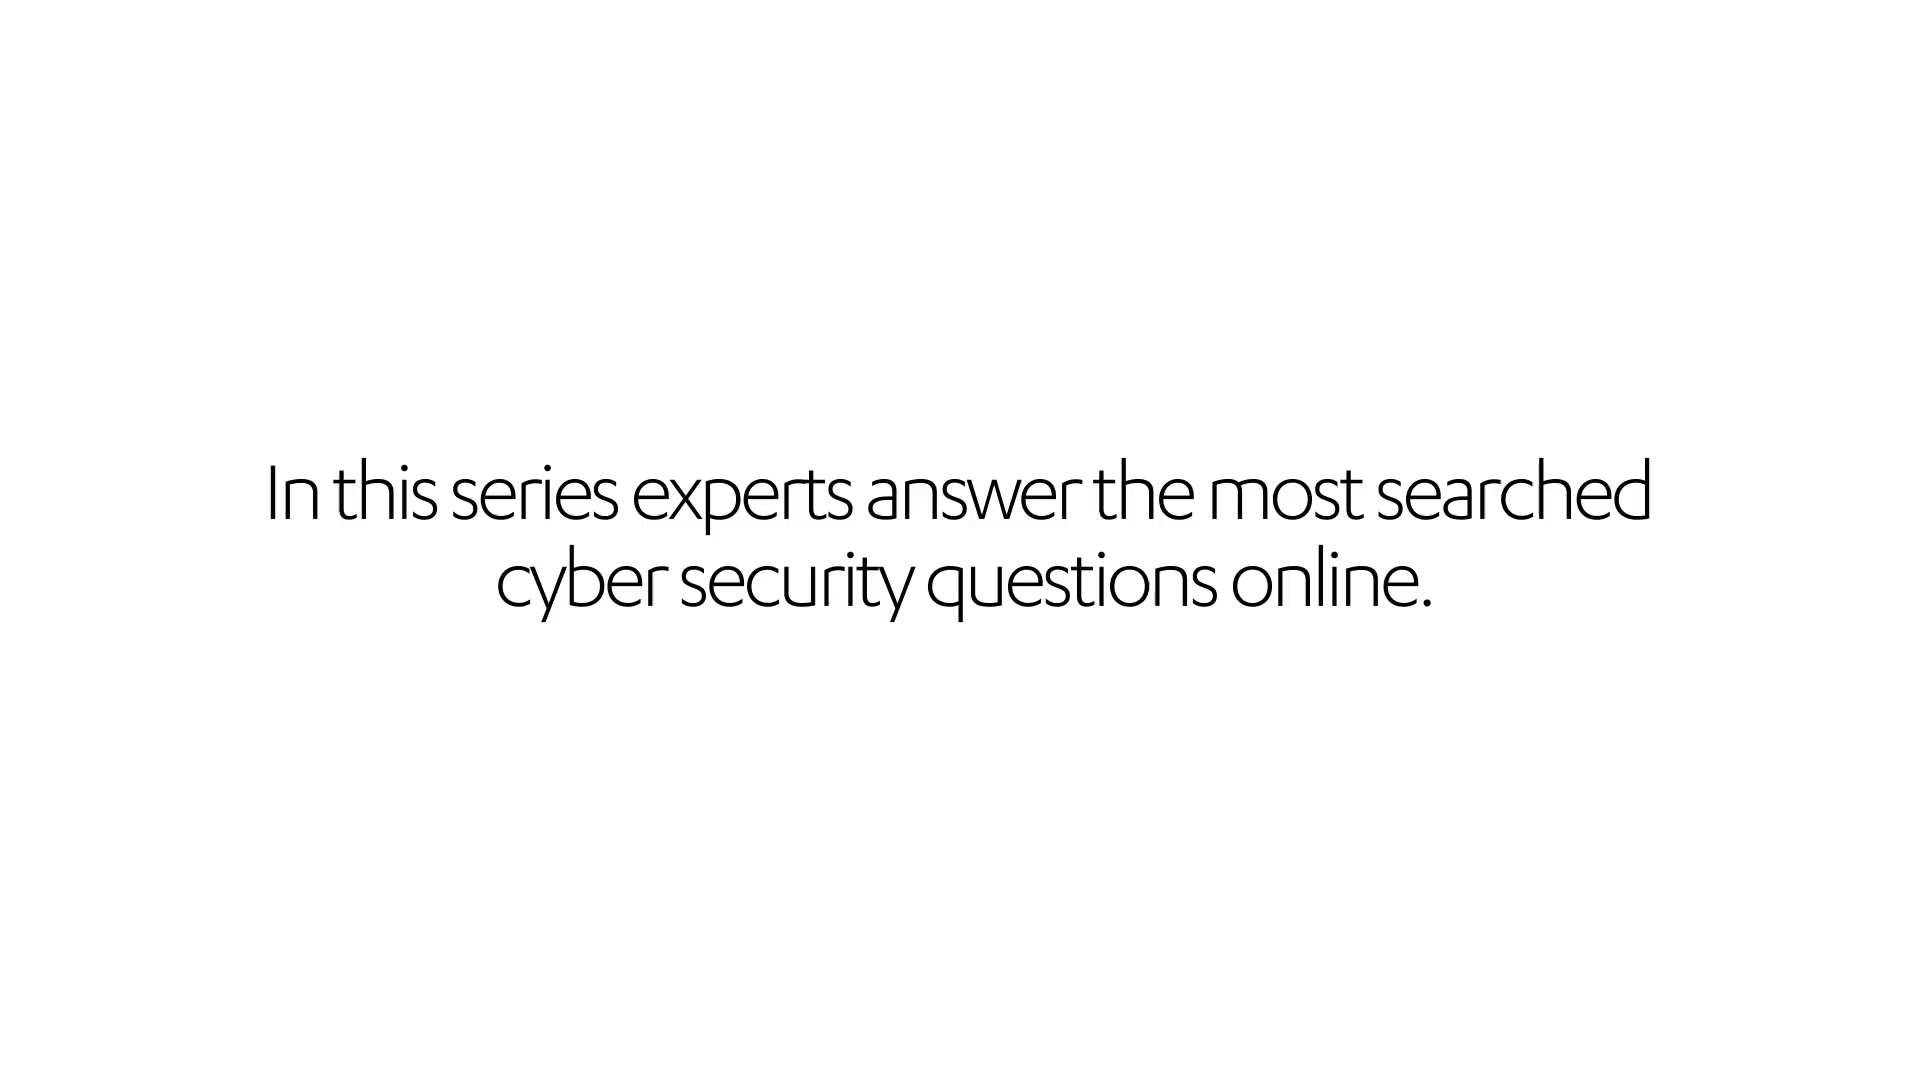 In this series experts answer the most searched
cyber security questions online.